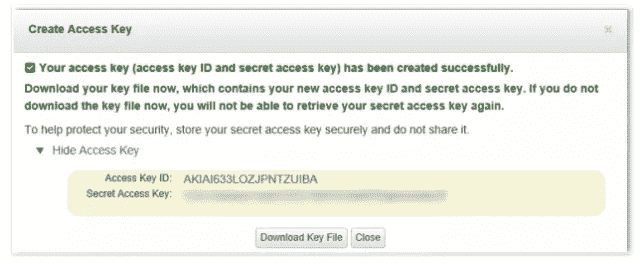 Create Access Key
Your access key (access key ID and secret access key) has been created successfully.
Download your key file now, which contains your new access key ID and secret access key. If you do not
download the key file now, you will not be able to retrieve your secret access key again.
To help protect your security, store your secret access key securely and do not share it.
Hide Access Key
Access Key ID: AKIAI633LOZJPNTZUIBA
Secret Access Key:
Download Key File Close